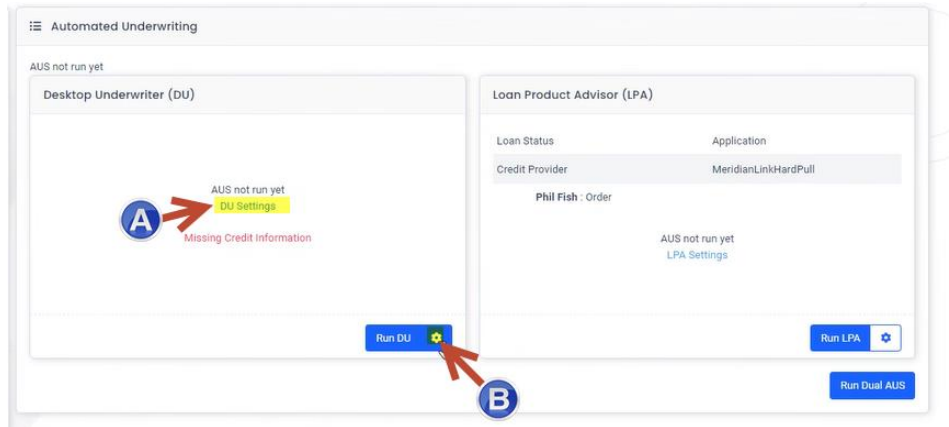 Automated Underwriting
AUS not run yet
Desktop Underwriter (DU)
AUS not run yet
DU Settings
A
Missing Credit Information
Run DU
B
Loan Product Advisor (LPA)
Loan Status Application
Credit Provider MeridianLinkHardPull
Phil Fish : Order
AUS not run yet
LPA Settings
Run LPA
Run Dual AUS